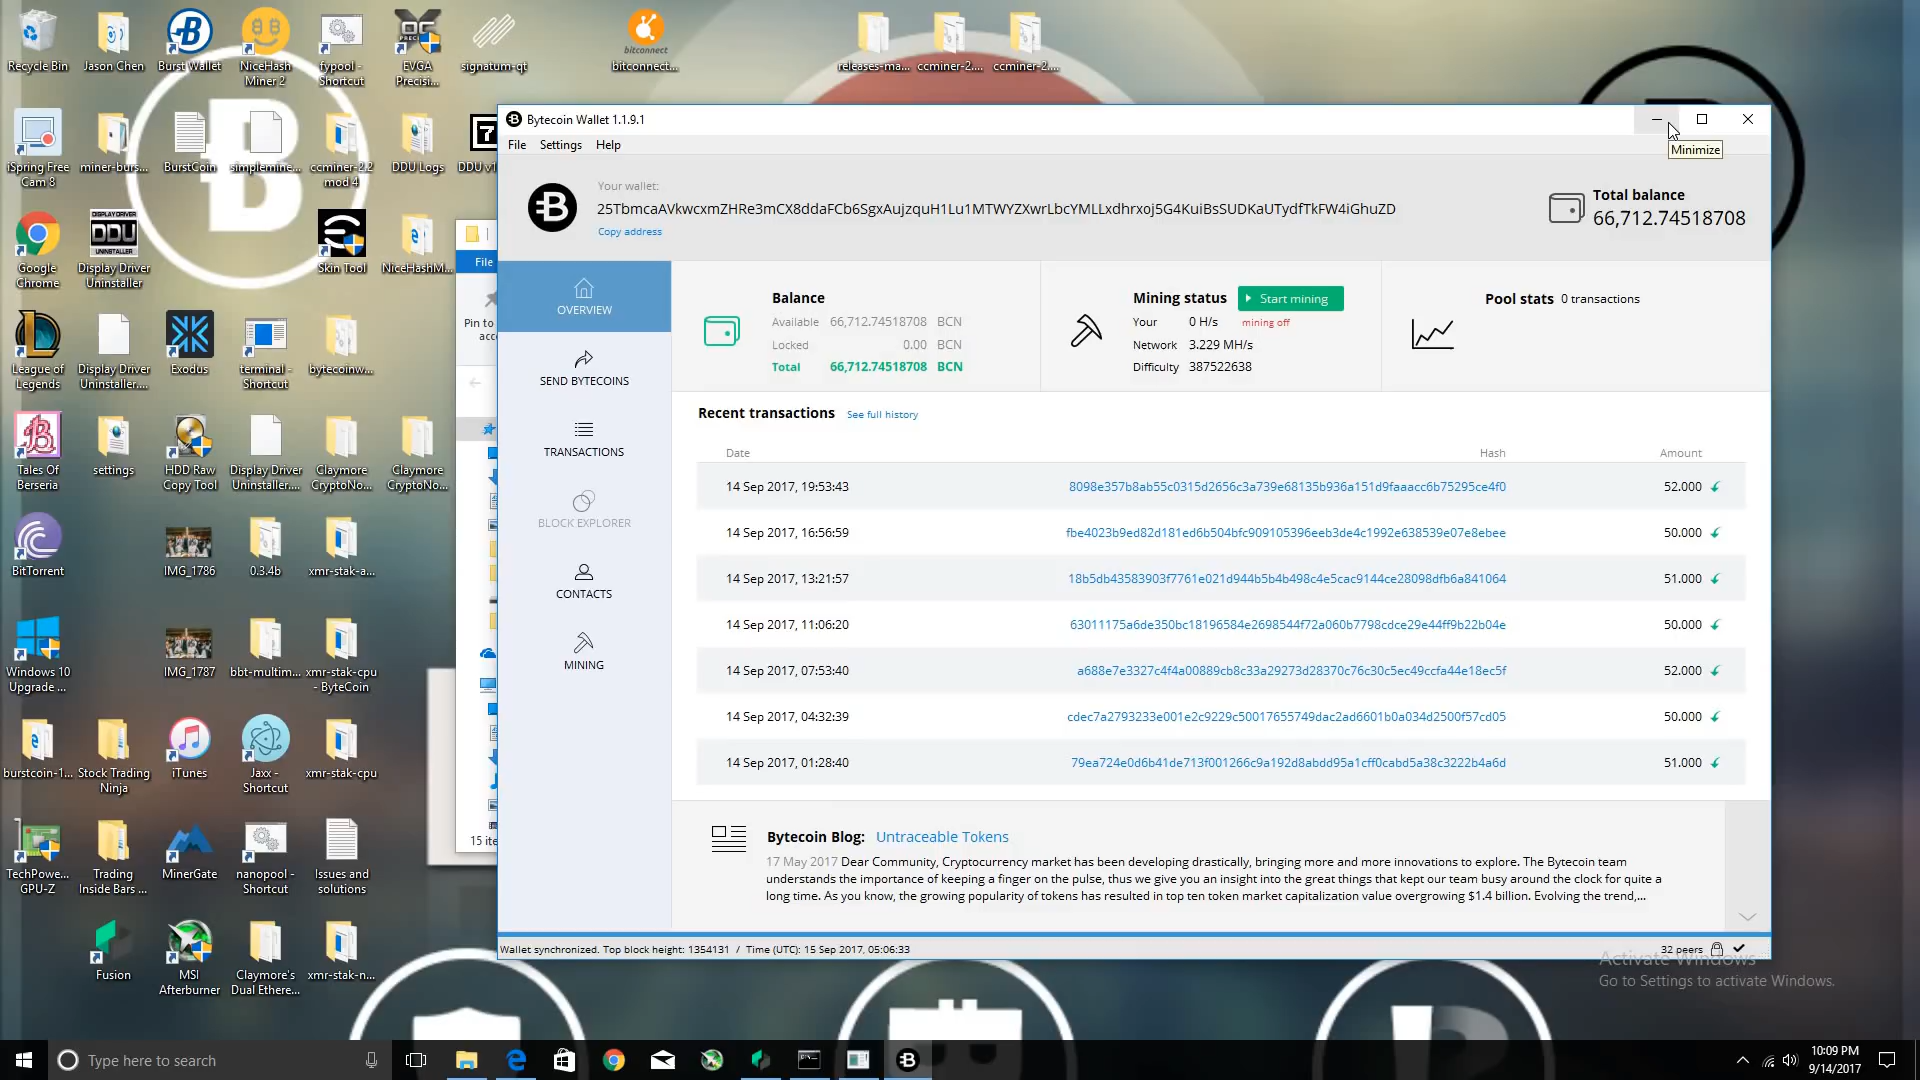 Recycle Bin
Jason Chen
Burst Wallet
NiceHash Miner 2
fypool - Shortcut
EVGA Precisi...
signatum-qt
bitconnect
bitconnect...
releases-ma...
ccminer-2....
ccminer-2....
iSpring Free Cam 8
miner-burs...
BurstCoin
simplemine...
ccminer-2.2 mod 4
DDU Logs
DDU v1
Google Chrome
DISPLAY DRIVER
DDU
UNINSTALLER
Display Driver Uninstaller
Skin Tool
NiceHashM...
League of Legends
Display Driver Uninstaller....
Exodus
terminal - Shortcut
bytecoinw...
Tales Of Berseria
settings
HDD Raw Copy Tool
Display Driver Uninstaller....
Claymore CryptoNo...
Claymore CryptoNo...
BitTorrent
IMG_1786
0.3.4b
xmr-stak-a...
Windows 10 Upgrade ...
IMG_1787
bbt-multim...
xmr-stak-cpu - ByteCoin
burstcoin-1...
Stock Trading Ninja
iTunes
Jaxx - Shortcut
xmr-stak-cpu
TechPowe... GPU-Z
Trading Inside Bars ...
MinerGate
nanopool - Shortcut
Issues and solutions
Fusion
MSI Afterburner
Claymore's Dual Ethere...
xmr-stak-n...
File
Pin to
acce
15 ite
Bytecoin Wallet 1.1.9.1
Minimize
File Settings Help
Your wallet:
25TbmcaAVkwcxmZHRe3mCX8ddaFCb6SgxAujzquH1Lu1MTWYZXwrLbcYMLLxdhrxoj5G4KuiBsSUDKaUTydfTkFW4iGhuZD
Copy address
Total balance
66,712.74518708
OVERVIEW
SEND BYTECOINS
TRANSACTIONS
BLOCK EXPLORER
CONTACTS
MINING
Balance
Available 66,712.74518708 BCN
Locked 0.00 BCN
Total 66,712.74518708 BCN
Mining status Start mining
Your 0 H/s mining off
Network 3.229 MH/s
Difficulty 387522638
Pool stats 0 transactions
Recent transactions See full history
Date Hash Amount
14 Sep 2017, 19:53:43 8098e357b8ab55c0315d2656c3a739e68135b936a151d9faaacc6b75295ce4f0 52.000
14 Sep 2017, 16:56:59 fbe4023b9ed82d181ed6b504bfc909105396eeb3de4c1992e638539e07e8ebee 50.000
14 Sep 2017, 13:21:57 18b5db43583903f7761e021d944b5b4b498c4e5cac9144ce28098dfb6a841064 51.000
14 Sep 2017, 11:06:20 63011175a6de350bc18196584e2698544f72a060b7798cdce29e44ff9b22b04e 50.000
14 Sep 2017, 07:53:40 a688e7e3327c4f4a00889cb8c33a29273d28370c76c30c5ec49ccfa44e18ec5f 52.000
14 Sep 2017, 04:32:39 cdec7a2793233e001e2c9229c50017655749dac2ad6601b0a034d2500f57cd05 50.000
14 Sep 2017, 01:28:40 79ea724e0d6b41de713f001266c9a192d8abdd95a1cff0cabd5a38c3222b4a6d 51.000
Bytecoin Blog: Untraceable Tokens
17 May 2017 Dear Community, Cryptocurrency market has been developing drastically, bringing more and more innovations to explore. The Bytecoin team
understands the importance of keeping a finger on the pulse, thus we give you an insight into the great things that kept our team busy around the clock for quite a
long time. As you know, the growing popularity of tokens has resulted in top ten token market capitalization value overgrowing $1.4 billion. Evolving the trend,...
Wallet synchronized. Top block height: 1354131 / Time (UTC): 15 Sep 2017, 05:06:33
32 peers
Activate Windows
Go to Settings to activate Windows.
Type here to search
10:09 PM
9/14/2017